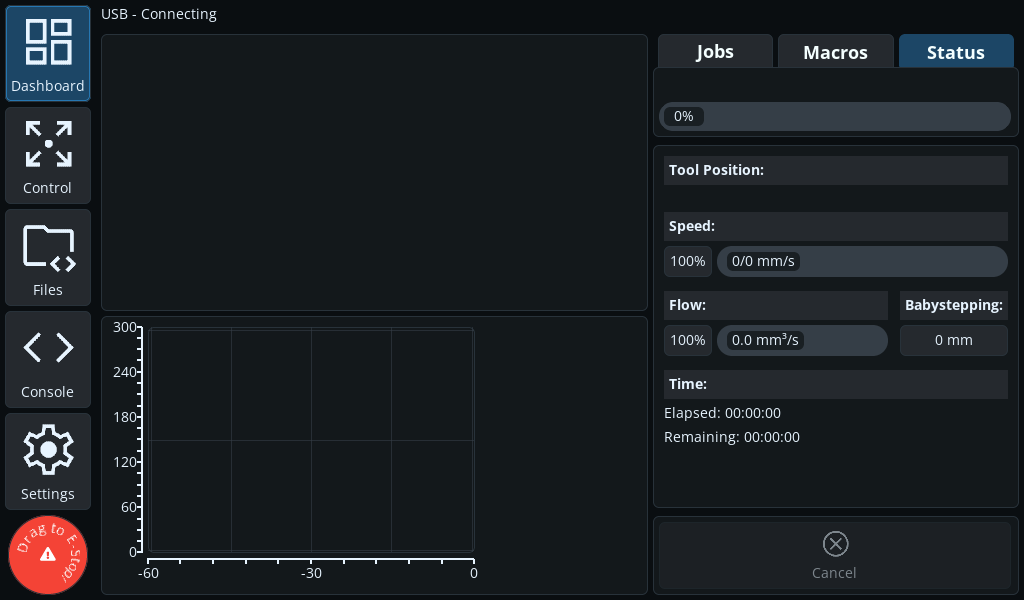 USB - Connecting
Dashboard
Control
Files
Console
Settings
Drag to E-Stop!
300
240
180
120
60
0
-60 -30 0
Jobs Macros Status
0%
Tool Position:
Speed:
100% 0/0 mm/s
Flow: Babystepping:
100% 0.0 mm³/s 0 mm
Time:
Elapsed: 00:00:00
Remaining: 00:00:00
Cancel